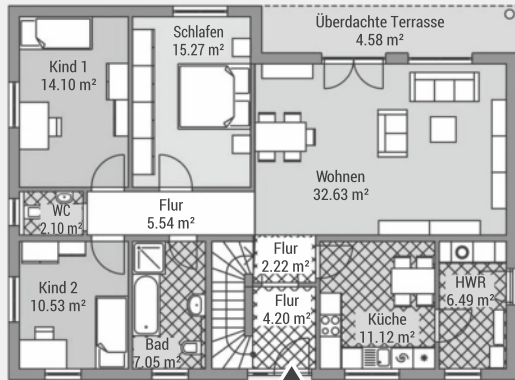 Überdachte Terrasse
4.58 m²
Schlafen
15.27 m²
Kind 1
14.10 m²
Wohnen
32.63 m²
WC
2.10 m²
Flur
5.54 m²
Flur
2.22 m²
Kind 2
10.53 m²
Flur
4.20 m²
HWR
6.49 m²
Küche
11.12 m²
Bad
7.05 m²